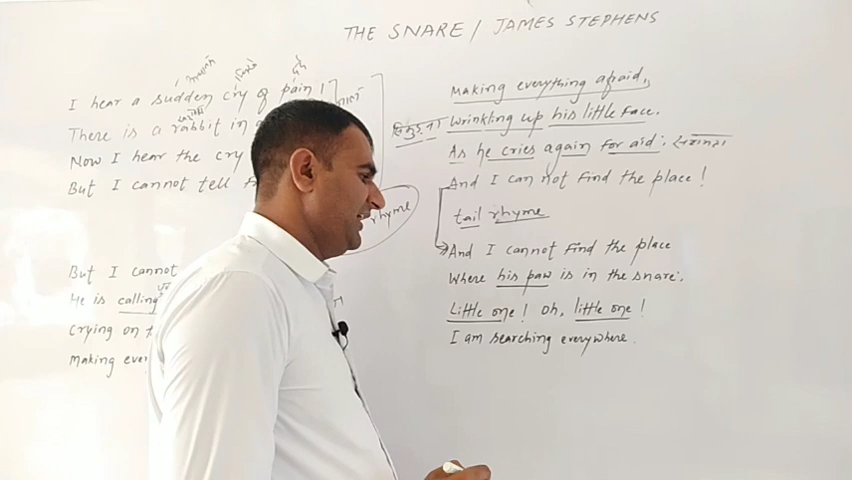 THE SNARE / JAMES STEPHENS
I hear a sudden cry of pain !
There is a rabbit in a
Now I hear the cry
But I cannot tell
rhyme
But I cannot
He is calling
Crying on
Making
Making everything afraid,
Wrinkling up his little face.
As he cries again for aid; सहायता
And I can not find the place !
tail rhyme
And I cannot find the place
Where his paw is in the snare:
Little one ! Oh, little one !
I am searching everywhere.